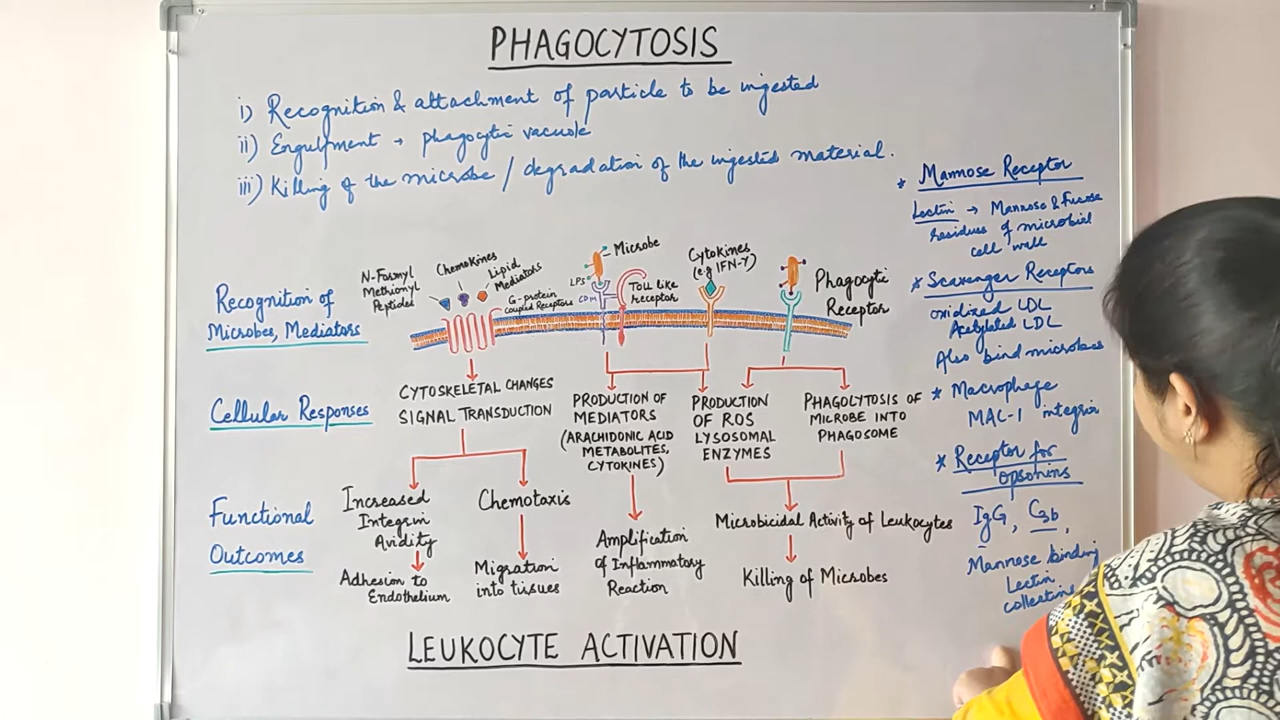 PHAGOCYTOSIS
i) Recognition & attachment of particle to be ingested
ii) Engulfment → phagocytic vacuole
iii) Killing of the microbe / degradation of the ingested material.
Recognition of
Microbes, Mediators
N-Formyl
Methionyl
Peptides
Chemokines
Lipid
Mediators
G-protein
coupled Receptors
LPS
CD14
Microbe
Toll like
receptor
Cytokines
(e.g IFN-γ)
Phagocytic
Receptor
Cellular Responses
CYTOSKELETAL CHANGES
SIGNAL TRANSDUCTION
PRODUCTION OF
MEDIATORS
(ARACHIDONIC ACID
METABOLITES,
CYTOKINES)
PRODUCTION
OF ROS
LYSOSOMAL
ENZYMES
PHAGOCYTOSIS OF
MICROBE INTO
PHAGOSOME
Functional
Outcomes
Increased
Integrin
Avidity
Adhesion to
Endothelium
Chemotaxis
Migration
into tissues
Amplification
of Inflammatory
Reaction
Microbicidal Activity of Leukocytes
Killing of Microbes
LEUKOCYTE ACTIVATION
* Mannose Receptor
Lectin → Mannose & Fucose
residues of microbial
cell wall
* Scavenger Receptors
oxidized LDL
Acetylated LDL
Also bind microbes
* Macrophage
MAC-1 integrin
* Receptor for
opsonins
IgG, C3b,
Mannose binding
Lectin
collectins